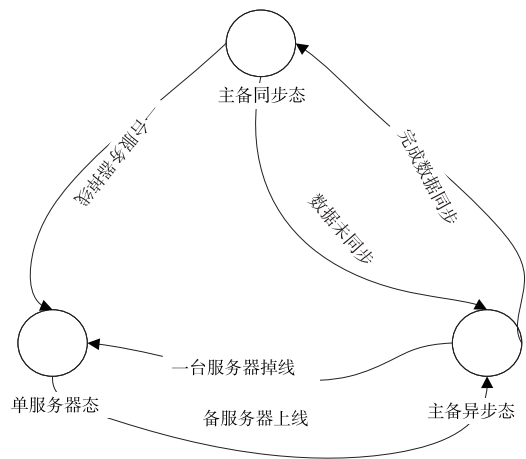 主备同步态
一台服务器掉线
完成数据同步
数据未同步
一台服务器掉线
单服务器态
备服务器上线
主备异步态